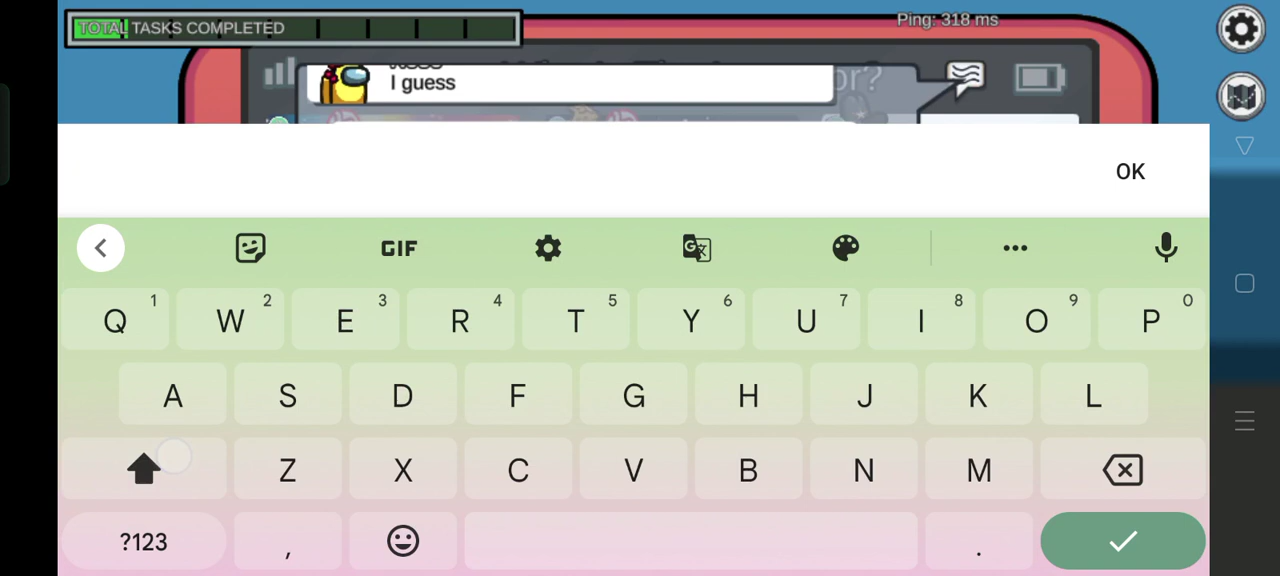 TOTAL TASKS COMPLETED
Ping: 318 ms
I guess
or?
OK
GIF
Q 1 W 2 E 3 R 4 T 5 Y 6 U 7 I 8 O 9 P 0
A S D F G H J K L
Z X C V B N M
?123 , .